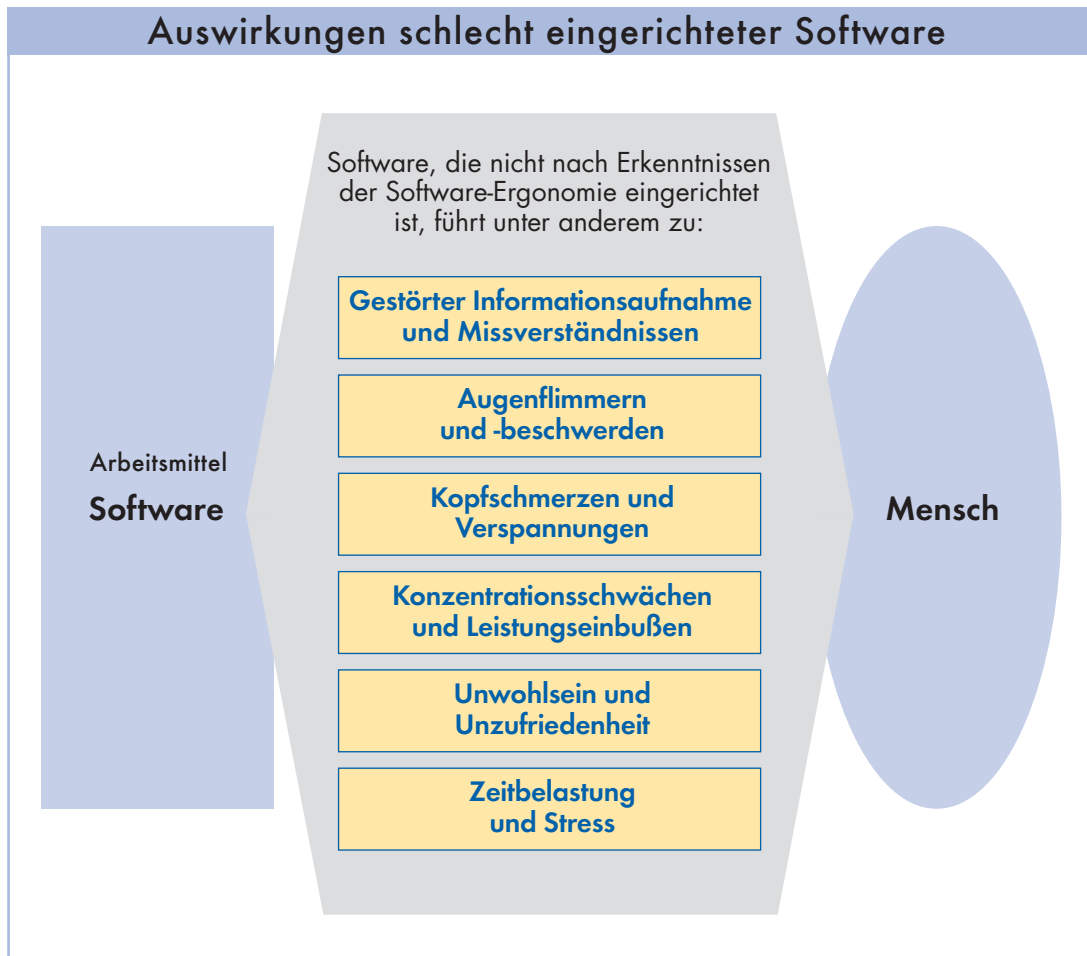 Auswirkungen schlecht eingerichteter Software
Software, die nicht nach Erkenntnissen
der Software-Ergonomie eingerichtet
ist, führt unter anderem zu:
Gestörter Informationsaufnahme
und Missverständnissen
Augenflimmern
und -beschwerden
Arbeitsmittel
Software
Kopfschmerzen und
Verspannungen
Mensch
Konzentrationsschwächen
und Leistungseinbußen
Unwohlsein und
Unzufriedenheit
Zeitbelastung
und Stress